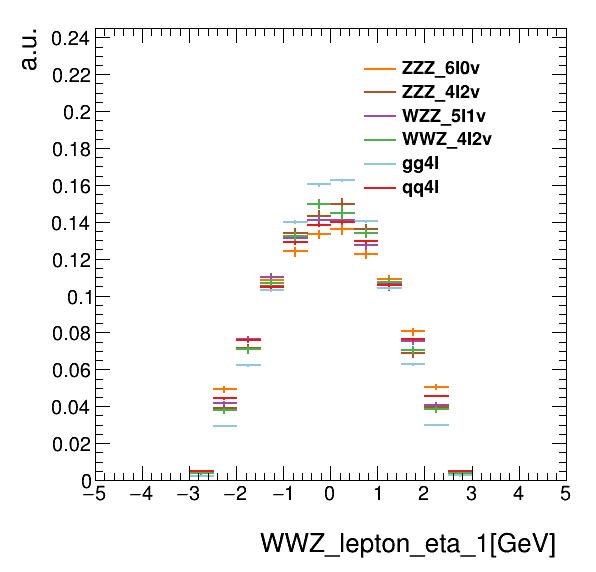 a.u.
0.24
0.22
0.2
0.18
0.16
0.14
0.12
0.1
0.08
0.06
0.04
0.02
0
ZZZ_6l0v
ZZZ_4l2v
WZZ_5l1v
WWZ_4l2v
gg4l
qq4l
−5 −4 −3 −2 −1 0 1 2 3 4 5
WWZ_lepton_eta_1[GeV]